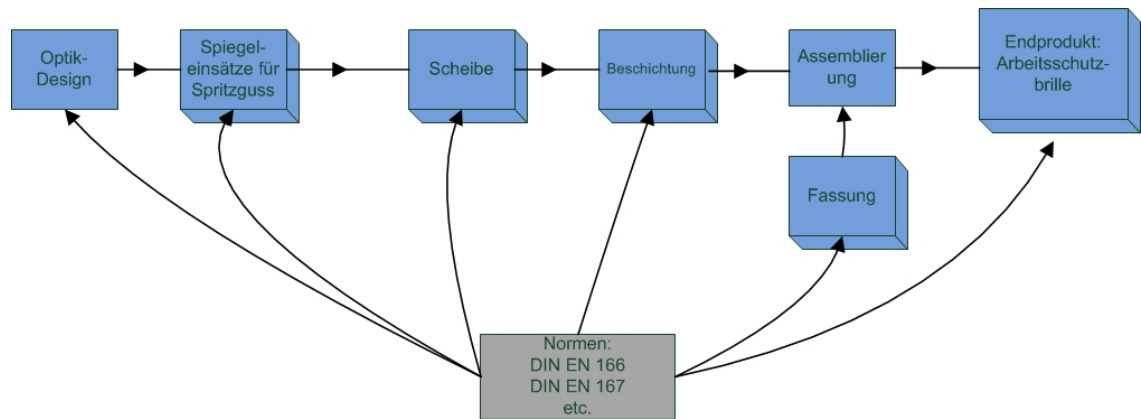 Optik-
Design
Spiegel-
einsätze für
Spritzguss
Scheibe
Beschichtung
Assemblier
ung
Endprodukt:
Arbeitsschutz-
brille
Fassung
Normen:
DIN EN 166
DIN EN 167
etc.